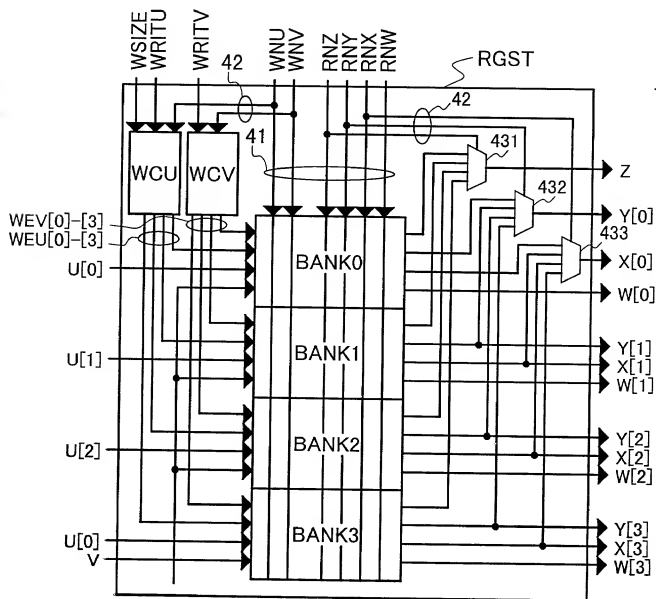 WSIZE
WRITU
WRITV
WNU
WNV
RNZ
RNY
RNX
RNW
RGST
42
42
41
431
WCU
WCV
Z
432
WEV[0]-[3]
WEU[0]-[3]
Y[0]
433
U[0]
BANK0
X[0]
W[0]
U[1]
BANK1
Y[1]
X[1]
W[1]
U[2]
BANK2
Y[2]
X[2]
W[2]
U[0]
BANK3
Y[3]
X[3]
V
W[3]